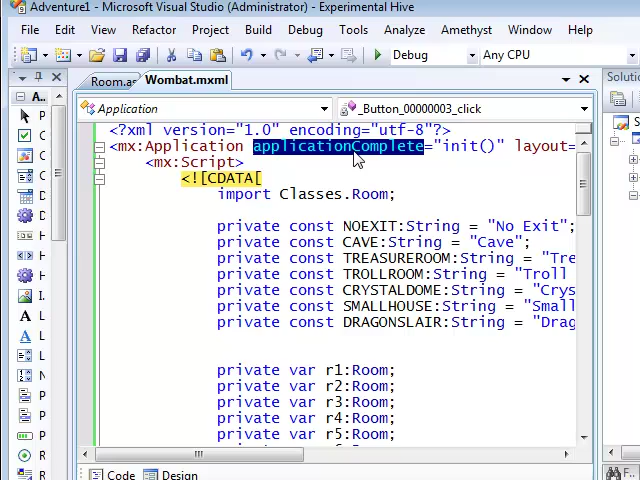 Adventure1 - Microsoft Visual Studio (Administrator) - Experimental Hive
File Edit View Refactor Project Build Debug Tools Analyze Amethyst Window Help
Debug Any CPU
A..
Room.as Wombat.mxml
Solutio
Application _Button_00000003_click
<?xml version="1.0" encoding="utf-8"?>
<mx:Application applicationComplete="init()" layout=
<mx:Script>
<![CDATA[
import Classes.Room;
private const NOEXIT:String = "No Exit";
private const CAVE:String = "Cave";
private const TREASUREROOM:String = "Tre
private const TROLLROOM:String = "Troll
private const CRYSTALDOME:String = "Crys
private const SMALLHOUSE:String = "Small
private const DRAGONSLAIR:String = "Drag
private var r1:Room;
private var r2:Room;
private var r3:Room;
private var r4:Room;
private var r5:Room;
Code Design
F..